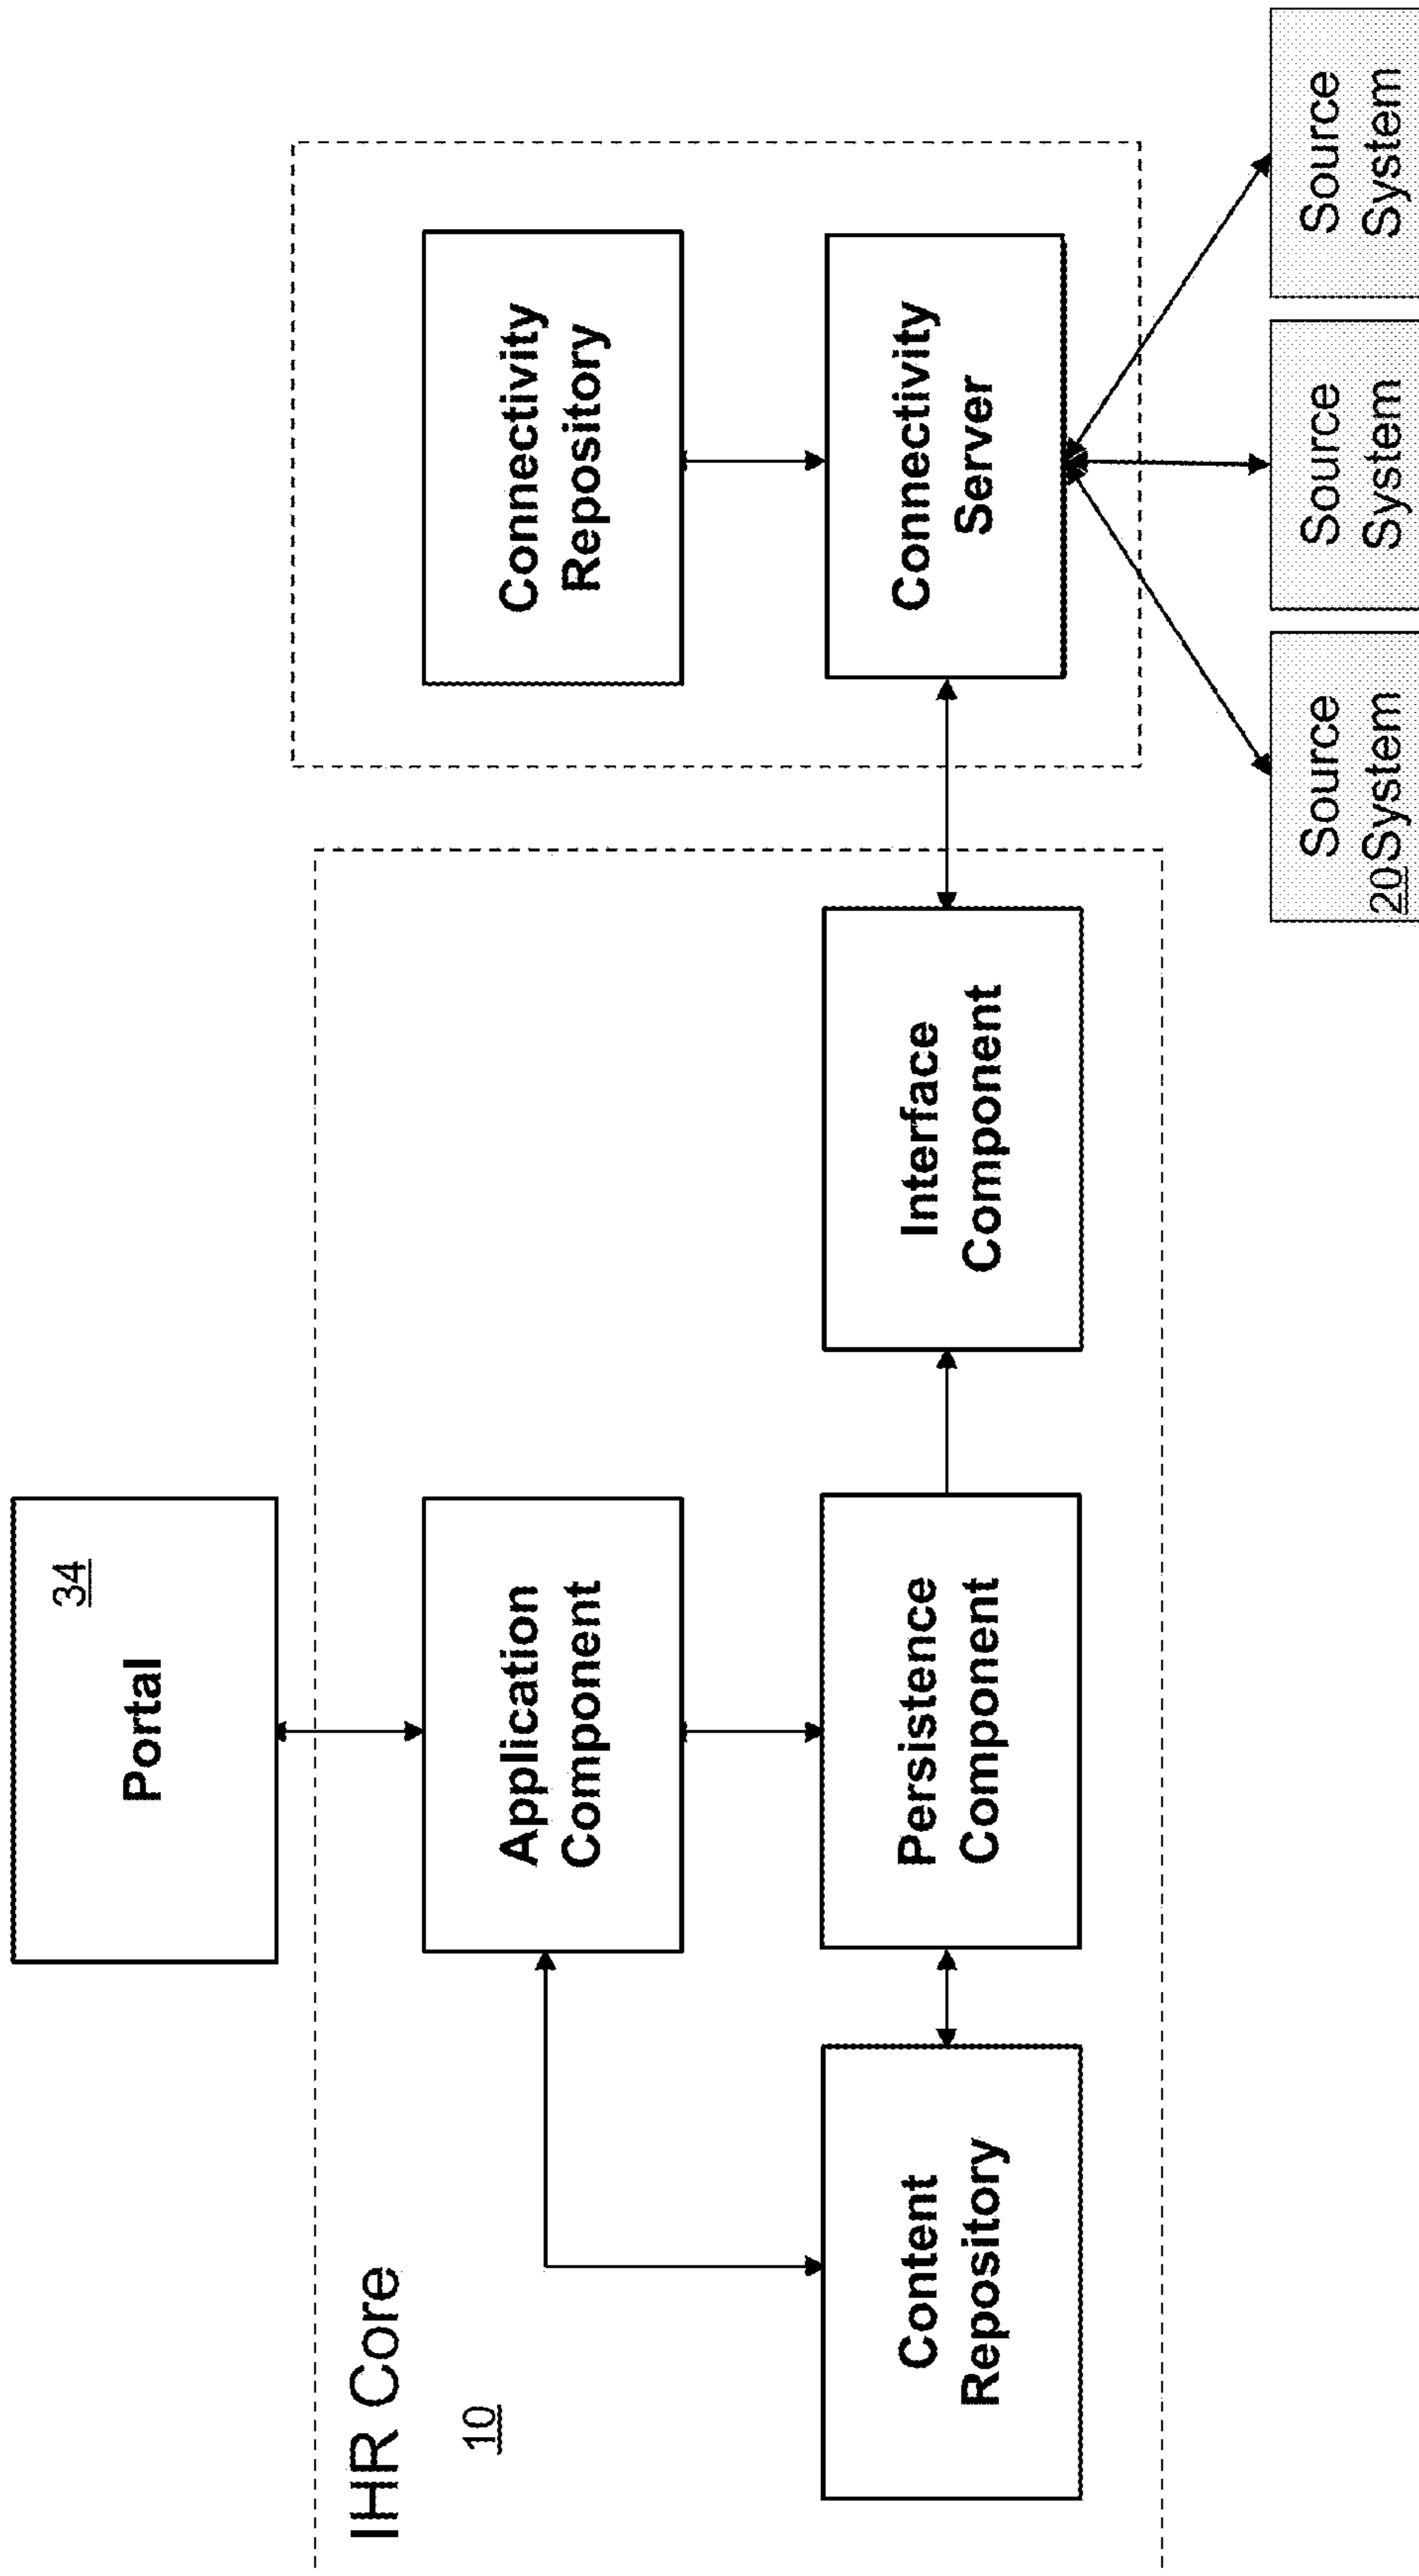 Portal
34
IHR Core
10
Application
Component
Connectivity
Repository
Content
Repository
Persistence
Component
Interface
Component
Connectivity
Server
Source
20System
Source
System
Source
System